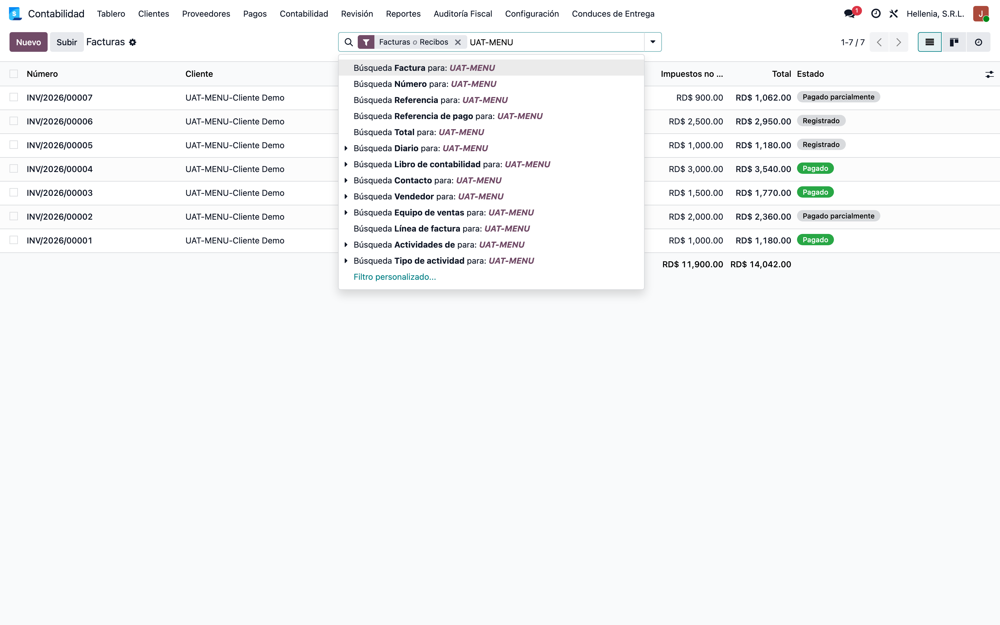 Contabilidad Tablero Clientes Proveedores Pagos Contabilidad Revisión Reportes Auditoría Fiscal Configuración Conduces de Entrega 1 Hellenia, S.R.L. J
Nuevo Subir Facturas Facturas o Recibos UAT-MENU 1-7 / 7
Número Cliente Impuestos no ... Total Estado
INV/2026/00007 UAT-MENU-Cliente Demo RD$ 900.00 RD$ 1,062.00 Pagado parcialmente
INV/2026/00006 UAT-MENU-Cliente Demo RD$ 2,500.00 RD$ 2,950.00 Registrado
INV/2026/00005 UAT-MENU-Cliente Demo RD$ 1,000.00 RD$ 1,180.00 Registrado
INV/2026/00004 UAT-MENU-Cliente Demo RD$ 3,000.00 RD$ 3,540.00 Pagado
INV/2026/00003 UAT-MENU-Cliente Demo RD$ 1,500.00 RD$ 1,770.00 Pagado
INV/2026/00002 UAT-MENU-Cliente Demo RD$ 2,000.00 RD$ 2,360.00 Pagado parcialmente
INV/2026/00001 UAT-MENU-Cliente Demo RD$ 1,000.00 RD$ 1,180.00 Pagado
RD$ 11,900.00 RD$ 14,042.00
Búsqueda Factura para: UAT-MENU
Búsqueda Número para: UAT-MENU
Búsqueda Referencia para: UAT-MENU
Búsqueda Referencia de pago para: UAT-MENU
Búsqueda Total para: UAT-MENU
Búsqueda Diario para: UAT-MENU
Búsqueda Libro de contabilidad para: UAT-MENU
Búsqueda Contacto para: UAT-MENU
Búsqueda Vendedor para: UAT-MENU
Búsqueda Equipo de ventas para: UAT-MENU
Búsqueda Línea de factura para: UAT-MENU
Búsqueda Actividades de para: UAT-MENU
Búsqueda Tipo de actividad para: UAT-MENU
Filtro personalizado...